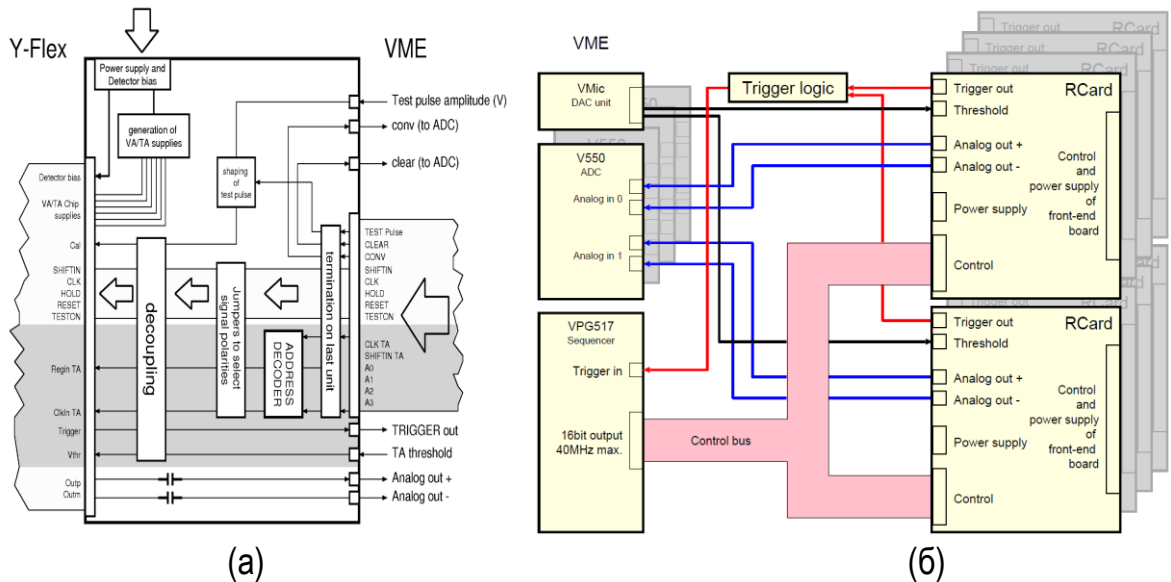 Y-Flex
VME
Power supply and
Detector bias
generation of
VA/TA supplies
shaping
of
test pulse
Test pulse amplitude (V)
conv (to ADC)
clear (to ADC)
Detector bias
VA/TA Chip
supplies
Cal
SHIFTIN
CLK
HOLD
RESET
TESTON
Regin TA
ClkIn TA
Trigger
Vthr
Outp
Outm
decoupling
Jumpers to select
signal polarities
ADDRESS
DECODER
termination on last unit
TEST Pulse
CLEAR
CONV
SHIFTIN
CLK
HOLD
RESET
TESTON
CLK TA
SHIFTIN TA
A0
A1
A2
A3
TRIGGER out
TA threshold
Analog out +
Analog out -
(а)
VME
VMic
DAC unit
V550
ADC
Analog in 0
Analog in 1
VPG517
Sequencer
Trigger in
16bit output
40MHz max.
Trigger logic
Control bus
Trigger out
Trigger out
Trigger out
Trigger out
RCard
Threshold
Analog out +
Analog out -
Power supply
Control
Control
and
power supply
of
front-end
board
Trigger out
RCard
Threshold
Analog out +
Analog out -
Power supply
Control
Control
and
power supply
of
front-end
board
(б)